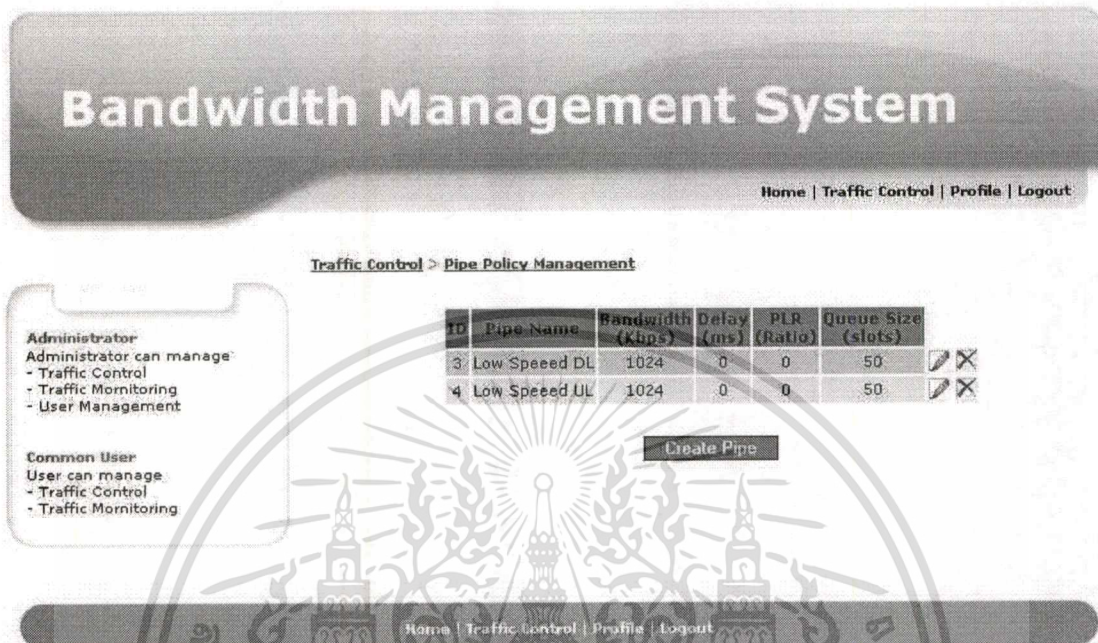 Bandwidth Management System
Home | Traffic Control | Profile | Logout
Traffic Control > Pipe Policy Management
Administrator
Administrator can manage
- Traffic Control
- Traffic Mornitoring
- User Management
Common User
User can manage
- Traffic Control
- Traffic Mornitoring
ID Pipe Name Bandwidth (Kbps) Delay (ms) PLR (Ratio) Queue Size (slots)
3 Low Speeed DL 1024 0 0 50
4 Low Speeed UL 1024 0 0 50
Create Pipe
Home | Traffic Control | Profile | Logout